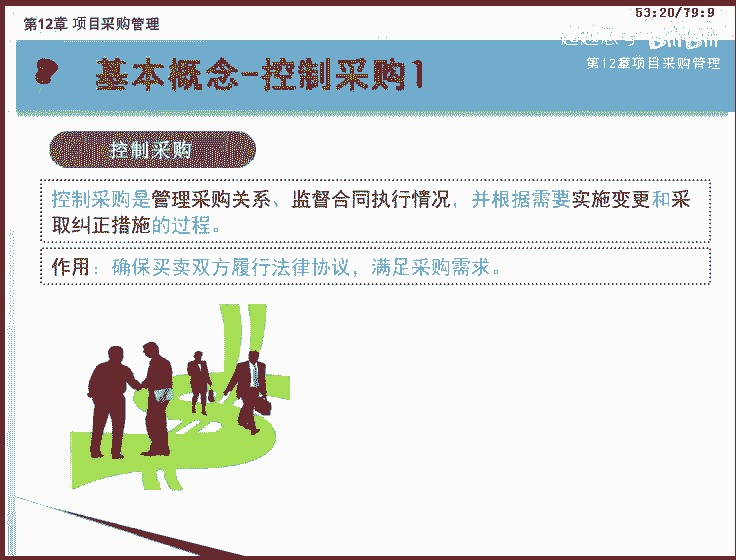 第12章 项目采购管理
53:20/79:9
第12章项目采购管理
基本概念-控制采购1
控制采购
控制采购是管理采购关系、监督合同执行情况，并根据需要实施变更和采
取纠正措施的过程。
作用：确保买卖双方履行法律协议，满足采购需求。